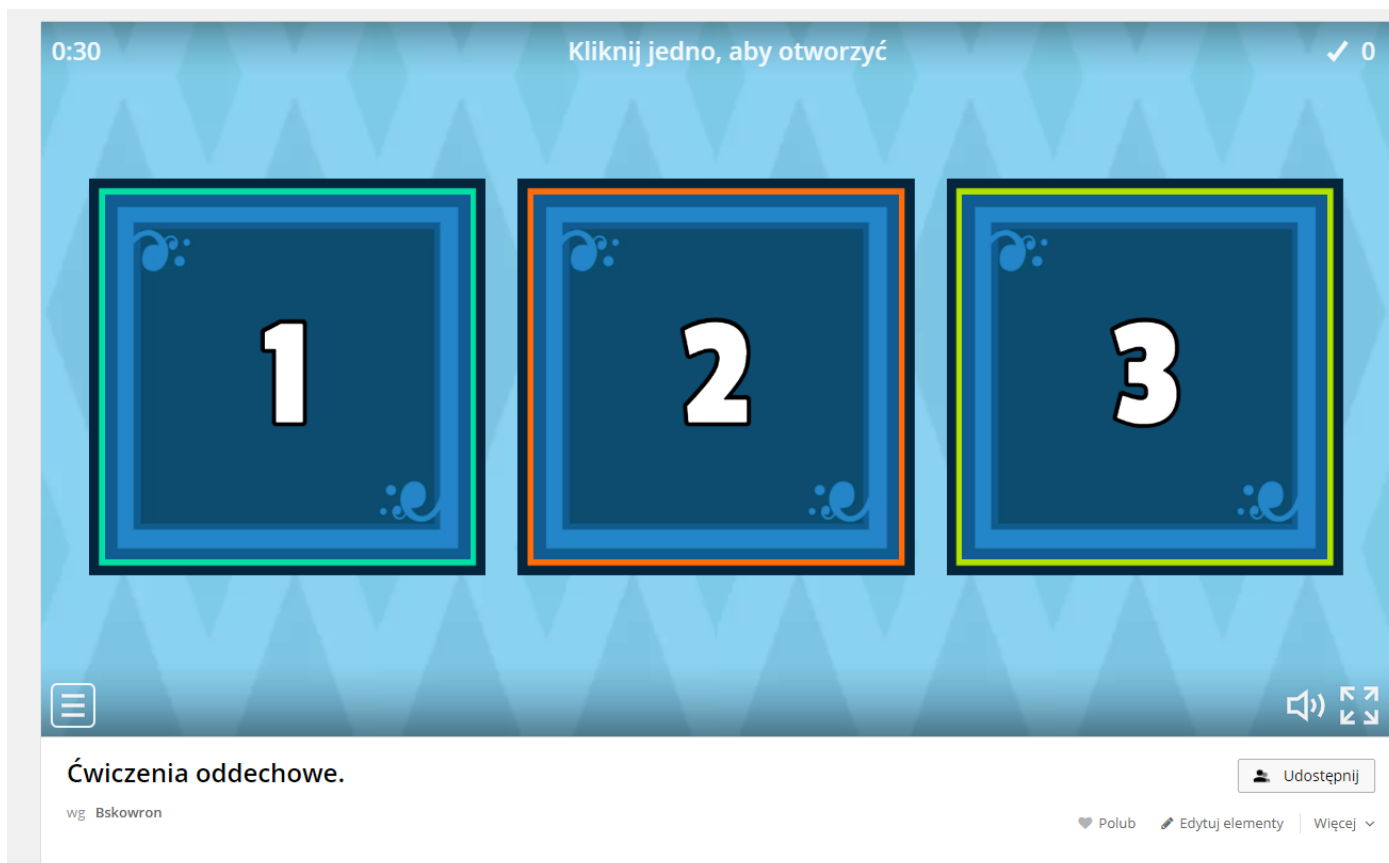 0:30
Kliknij jedno, aby otworzyć
0
1
2
3
Ćwiczenia oddechowe.
Udostępnij
wg Bskowron
Polub
Edytuj elementy
Więcej